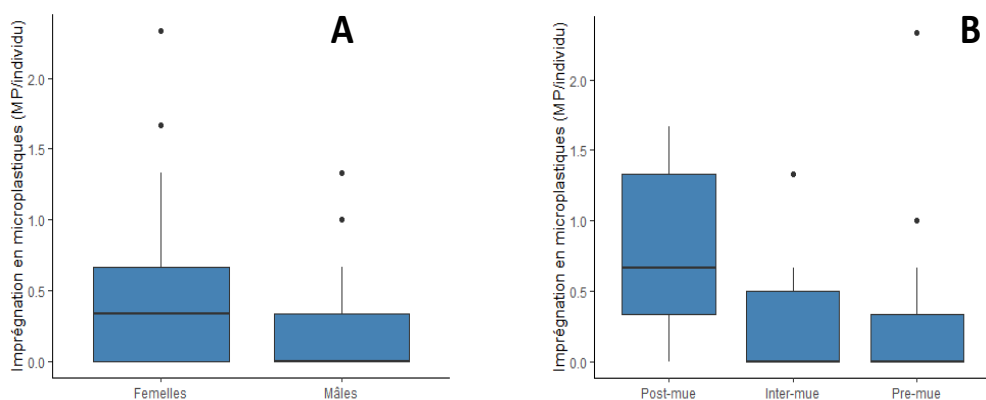 A
Imprégnation en microplastiques (MP/individu)
2.0
1.5
1.0
0.5
0.0
Femelles Mâles
B
Imprégnation en microplastiques (MP/individu)
2.0
1.5
1.0
0.5
0.0
Post-mue Inter-mue Pre-mue